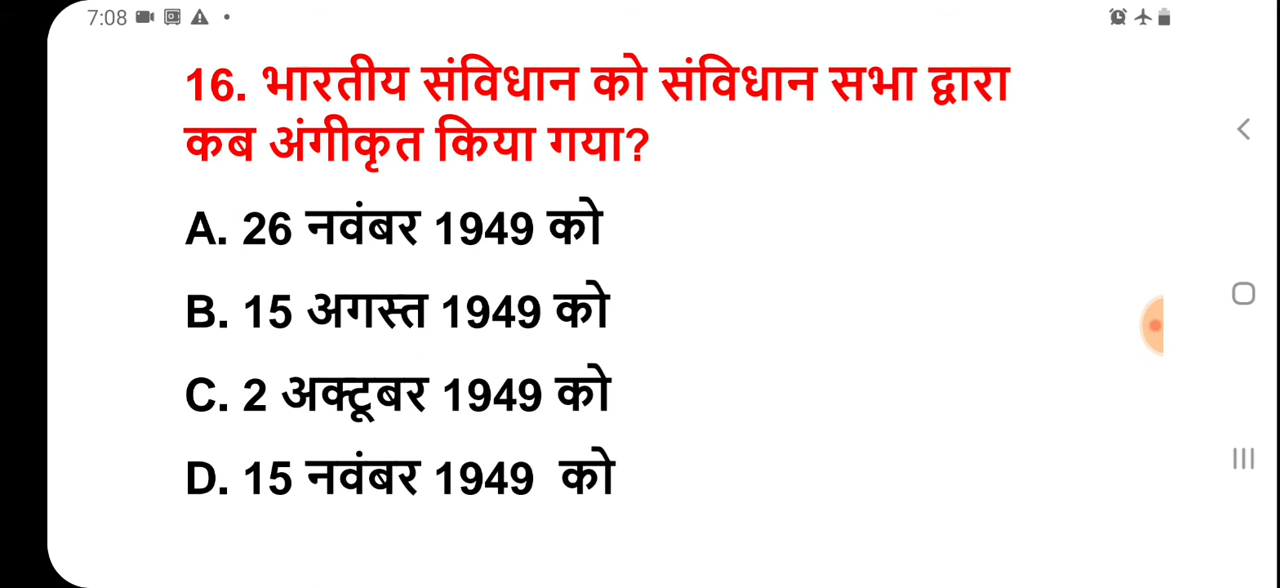 7:08
16. भारतीय संविधान को संविधान सभा द्वारा
कब अंगीकृत किया गया?
A. 26 नवंबर 1949 को
B. 15 अगस्त 1949 को
C. 2 अक्टूबर 1949 को
D. 15 नवंबर 1949 को